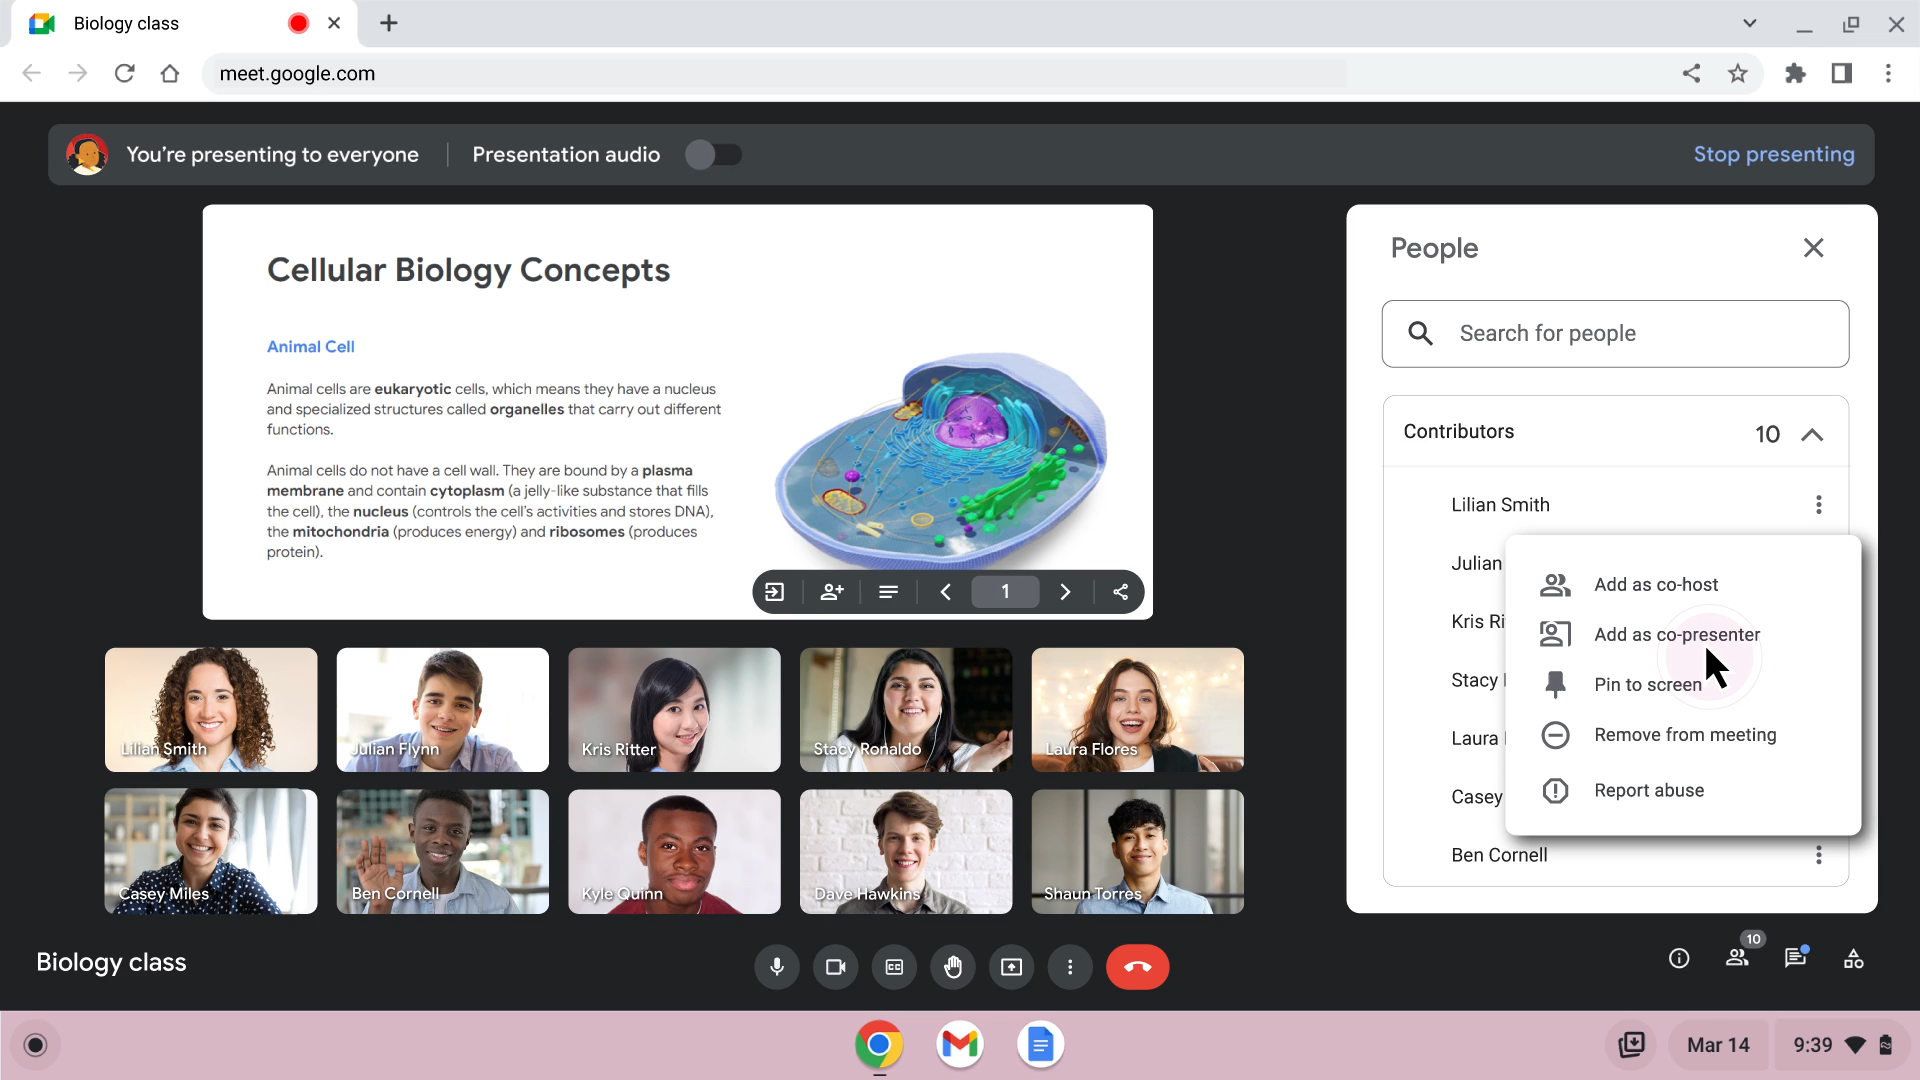 Biology class
meet.google.com
You're presenting to everyone
Presentation audio
Stop presenting
Cellular Biology Concepts
Animal Cell
Animal cells are eukaryotic cells, which means they have a nucleus
and specialized structures called organelles that carry out different
functions.
Animal cells do not have a cell wall. They are bound by a plasma
membrane and contain cytoplasm (a jelly-like substance that fills
the cell), the nucleus (controls the cell's activities and stores DNA),
the mitochondria (produces energy) and ribosomes (produces
protein).
1
Lilian Smith
Julian Flynn
Kris Ritter
Stacy Ronaldo
Laura Flores
Casey Miles
Ben Cornell
Kyle Quinn
Dave Hawkins
Shaun Torres
People
Search for people
Contributors 10
Lilian Smith
Julian
Kris Ri
Stacy
Laura
Casey
Ben Cornell
Add as co-host
Add as co-presenter
Pin to screen
Remove from meeting
Report abuse
Biology class
CC
10
Mar 14
9:39